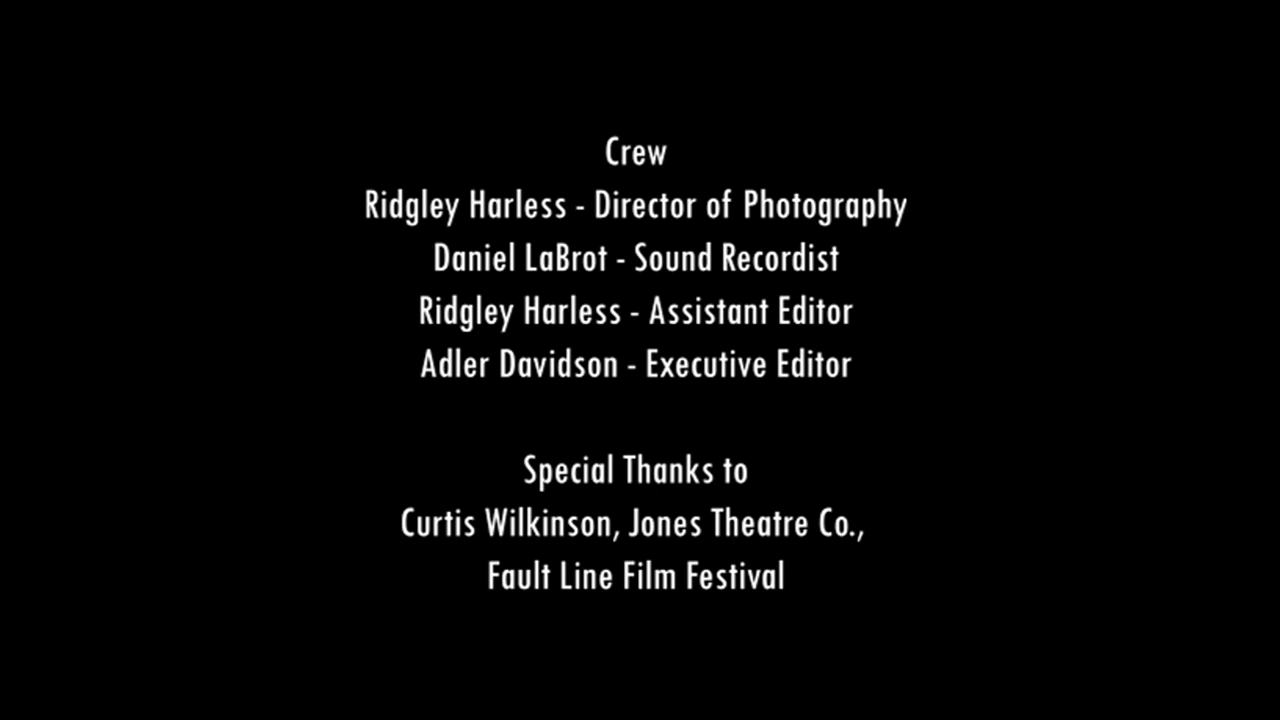 Crew
Ridgley Harless - Director of Photography
Daniel LaBrot - Sound Recordist
Ridgley Harless - Assistant Editor
Adler Davidson - Executive Editor
Special Thanks to
Curtis Wilkinson, Jones Theatre Co.,
Fault Line Film Festival